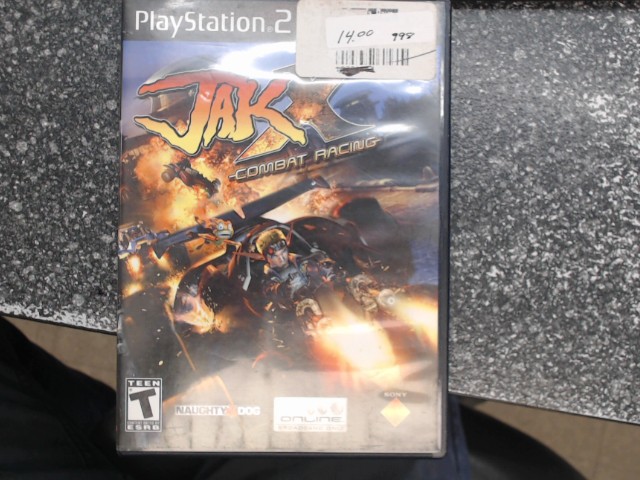 PlayStation 2
14.00 998
JAK X
COMBAT RACING
TEEN
T
ESRB
NAUGHTY DOG
ONLINE
SONY